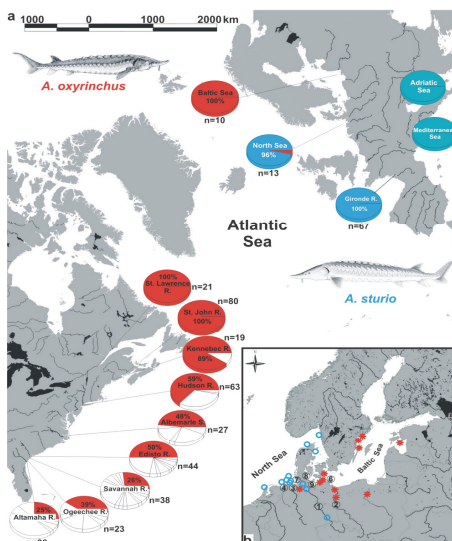 a
1000 0 1000 2000 km
A. oxyrinchus
Baltic Sea
100%
n=10
Adriatic
Sea
Mediterranean
Sea
North Sea
96%
n=13
Gironde R.
100%
n=67
Atlantic
Sea
A. sturio
100%
St. Lawrence
R.
n=21
n=80
St. John R.
100%
n=19
Kennebec R.
89%
Hudson R.
n=63
48%
Albemarle S.
n=27
50%
Edisto R.
n=44
26%
Savannah R.
n=38
39%
Ogeechee R.
n=23
25%
Altamaha R.
North Sea
Baltic Sea
b